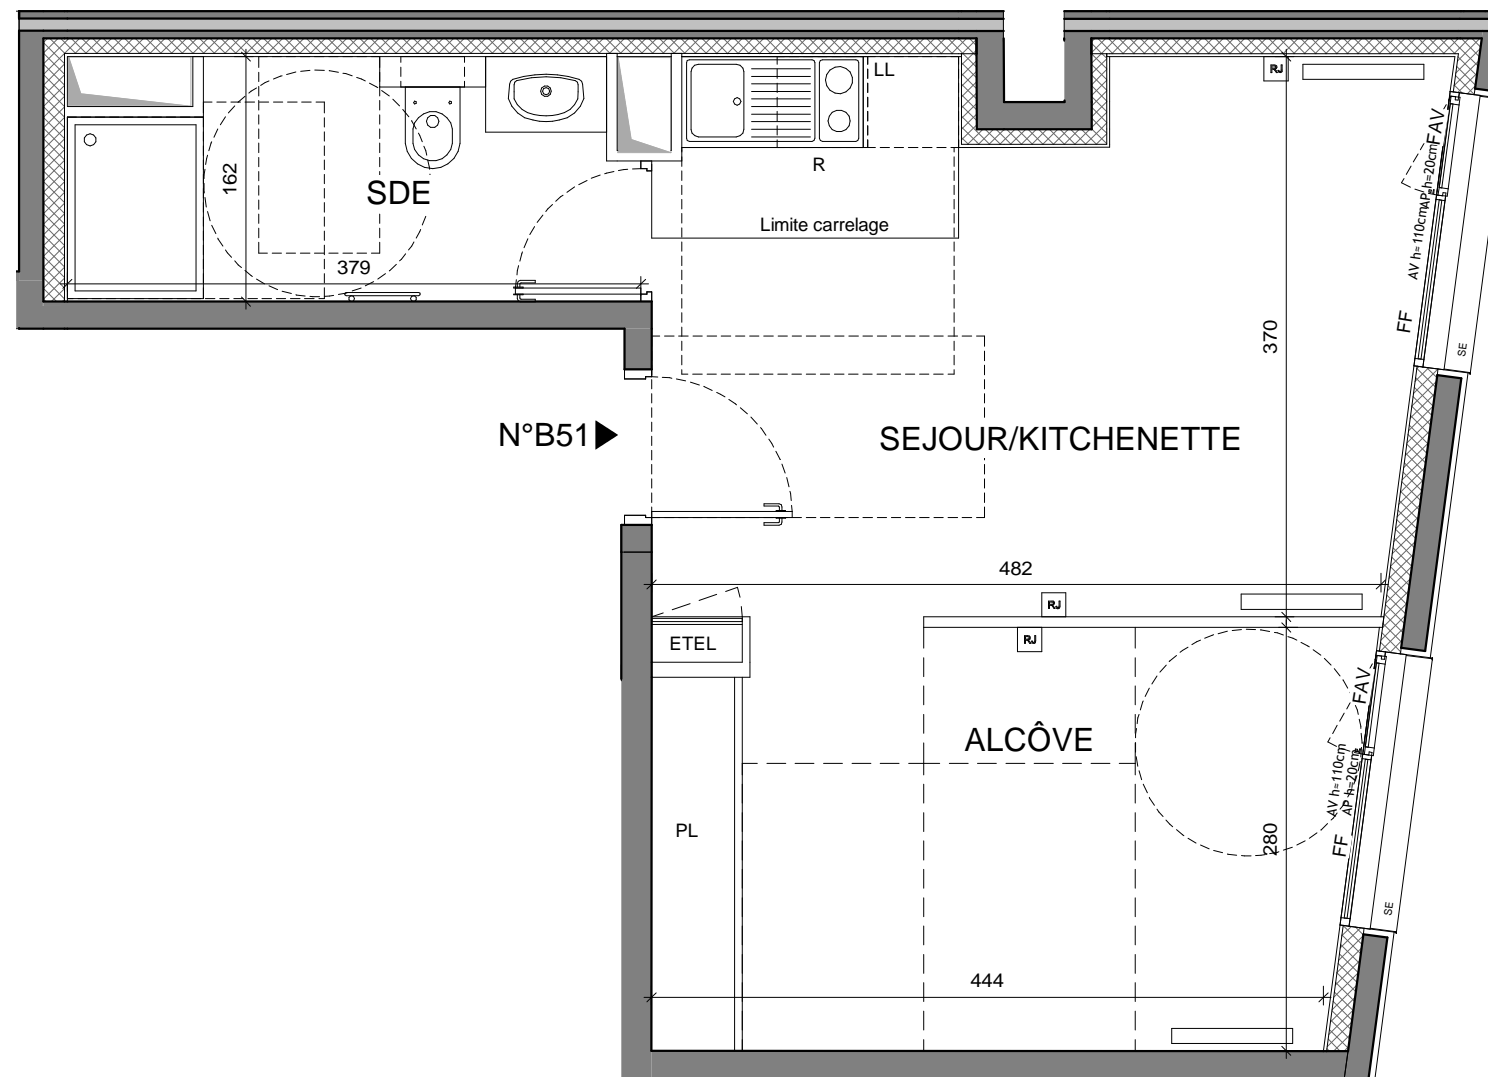 LL
RJ
FAV
AP h=20cm
162
SDE
R
Limite carrelage
AV h=110cm
379
FF
370
SE
N°B51
SEJOUR/KITCHENETTE
482
RJ
ETEL
RJ
FAV
ALCÔVE
AV h=110cm
AP h=20cm
PL
280
FF
SE
444